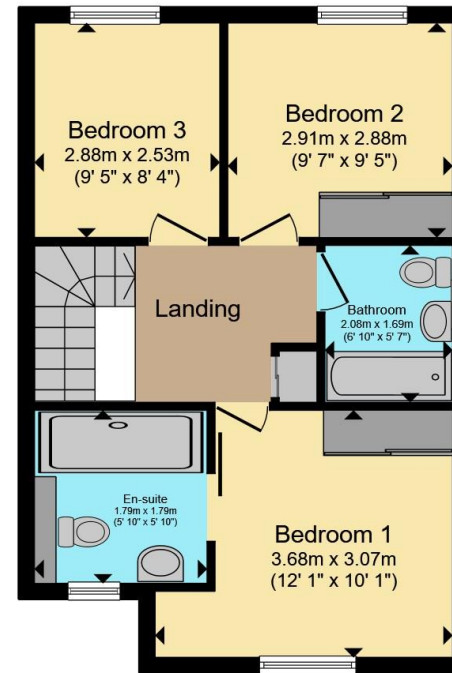 Bedroom 3
2.88m x 2.53m
(9' 5" x 8' 4")
Bedroom 2
2.91m x 2.88m
(9' 7" x 9' 5")
Landing
Bathroom
2.08m x 1.69m
(6' 10" x 5' 7")
En-suite
1.79m x 1.79m
(5' 10" x 5' 10")
Bedroom 1
3.68m x 3.07m
(12' 1" x 10' 1")